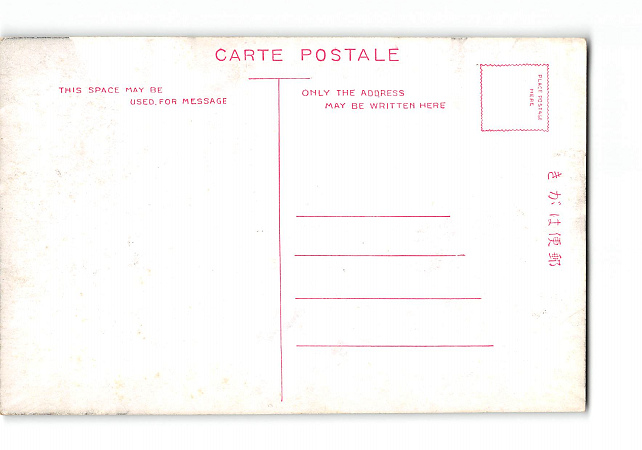 CARTE POSTALE
THIS SPACE MAY BE
USED, FOR MESSAGE
ONLY THE ADDRESS
MAY BE WRITTEN HERE
PLACE POSTAGE
HERE
きがは便郵